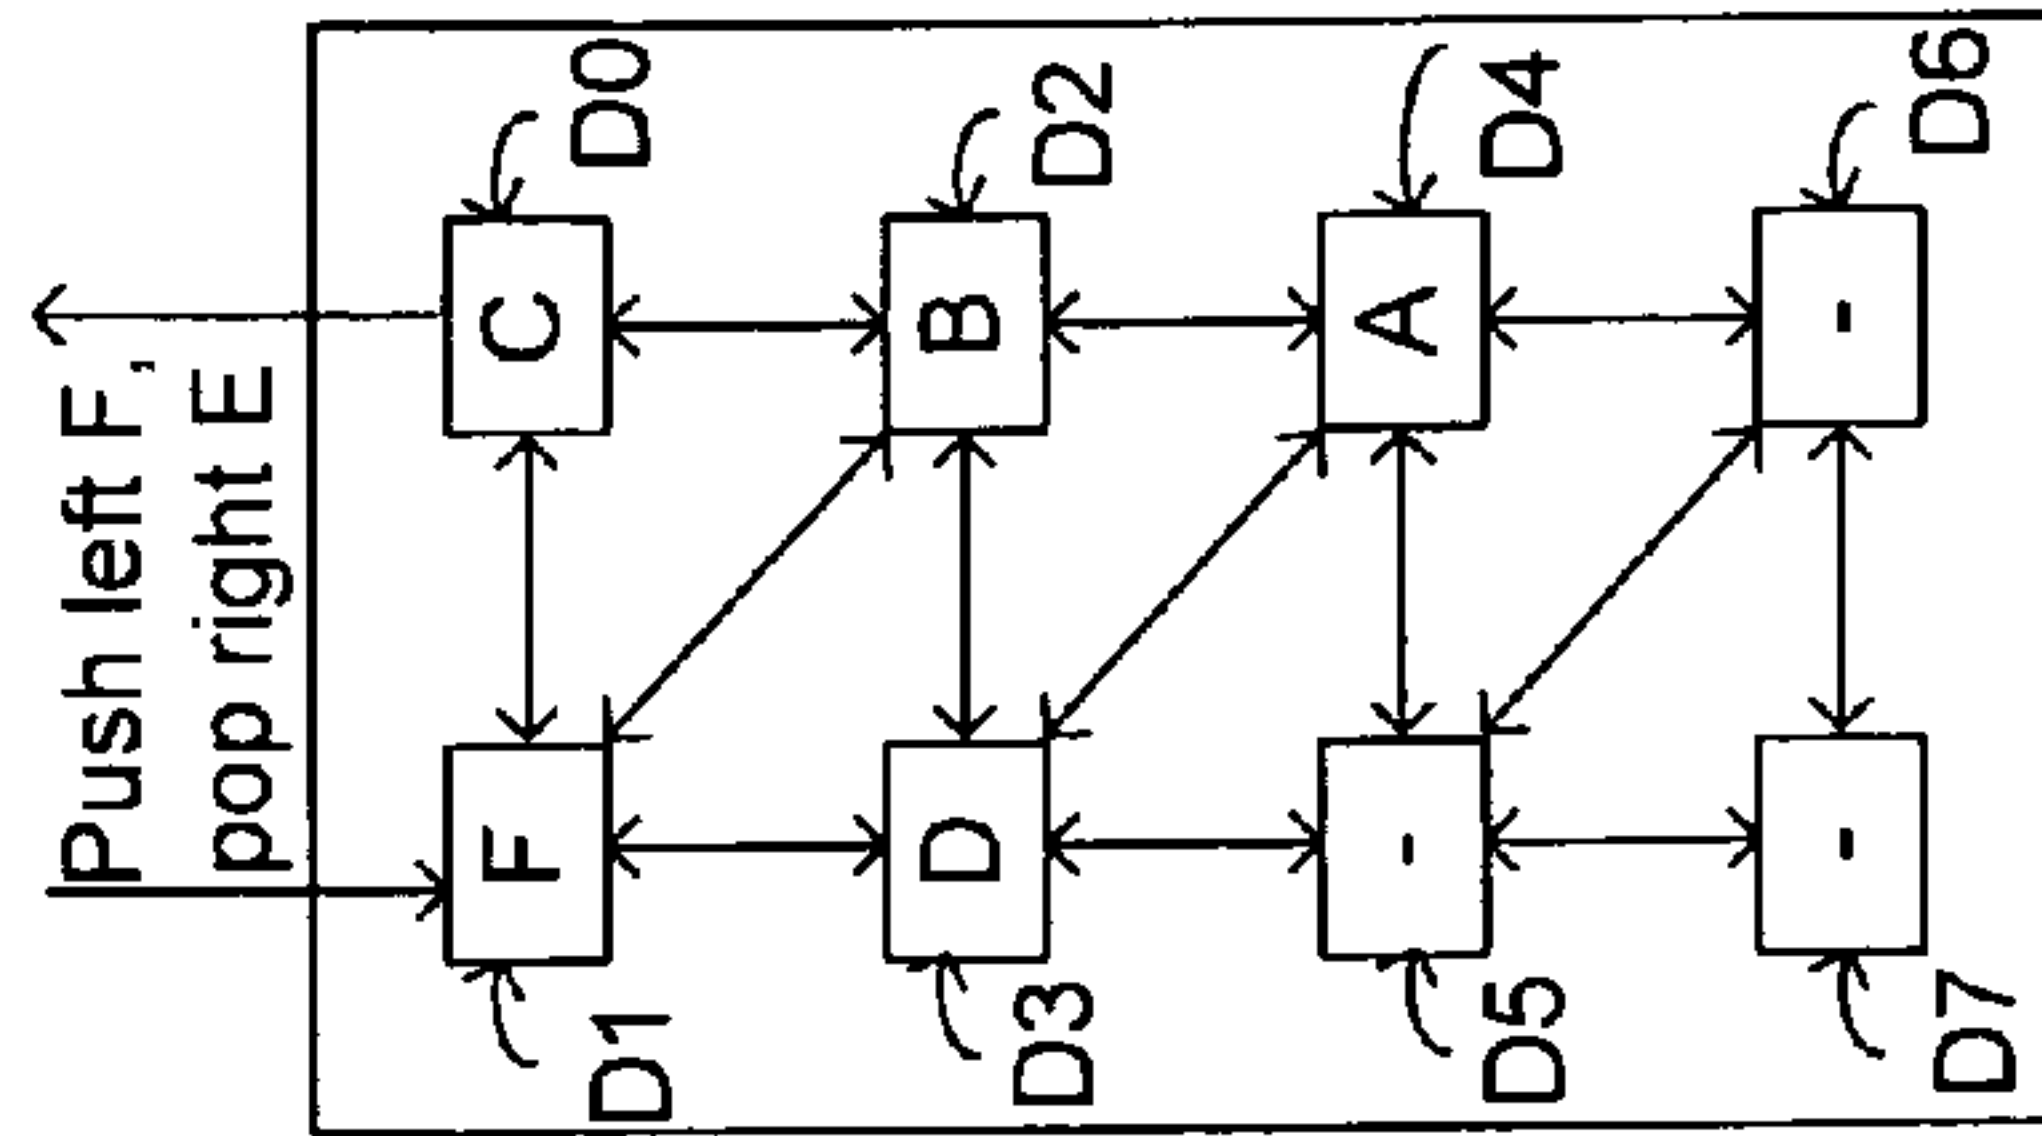 Push left F,
pop right E
F C
D1 D0
D B
D3 D2
- A
D5 D4
- -
D7 D6